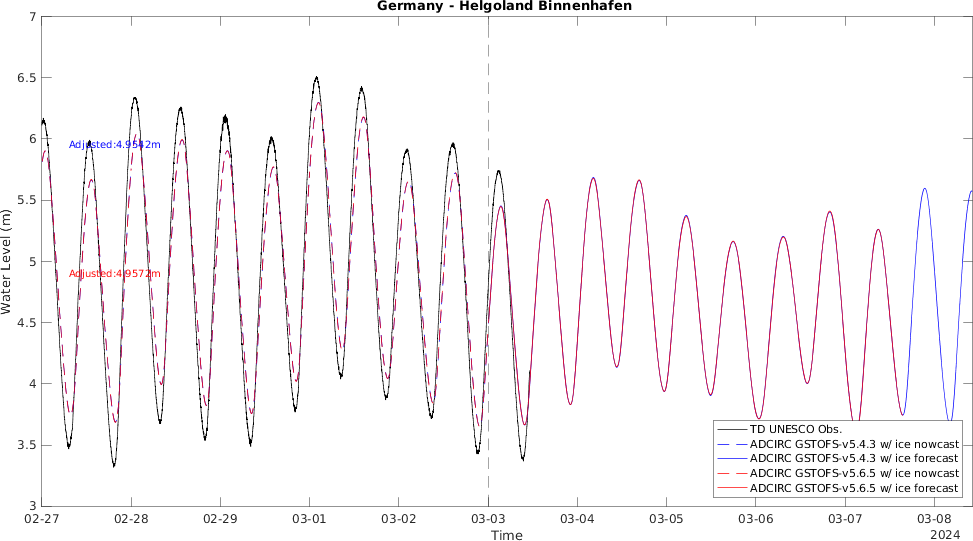 Germany - Helgoland Binnenhafen
Water Level (m)
7
6.5
6
5.5
5
4.5
4
3.5
3
Adjusted:4.9542m
Adjusted:4.9572m
TD UNESCO Obs.
ADCIRC GSTOFS-v5.4.3 w/ ice nowcast
ADCIRC GSTOFS-v5.4.3 w/ ice forecast
ADCIRC GSTOFS-v5.6.5 w/ ice nowcast
ADCIRC GSTOFS-v5.6.5 w/ ice forecast
02-27 02-28 02-29 03-01 03-02 03-03 03-04 03-05 03-06 03-07 03-08
Time
2024